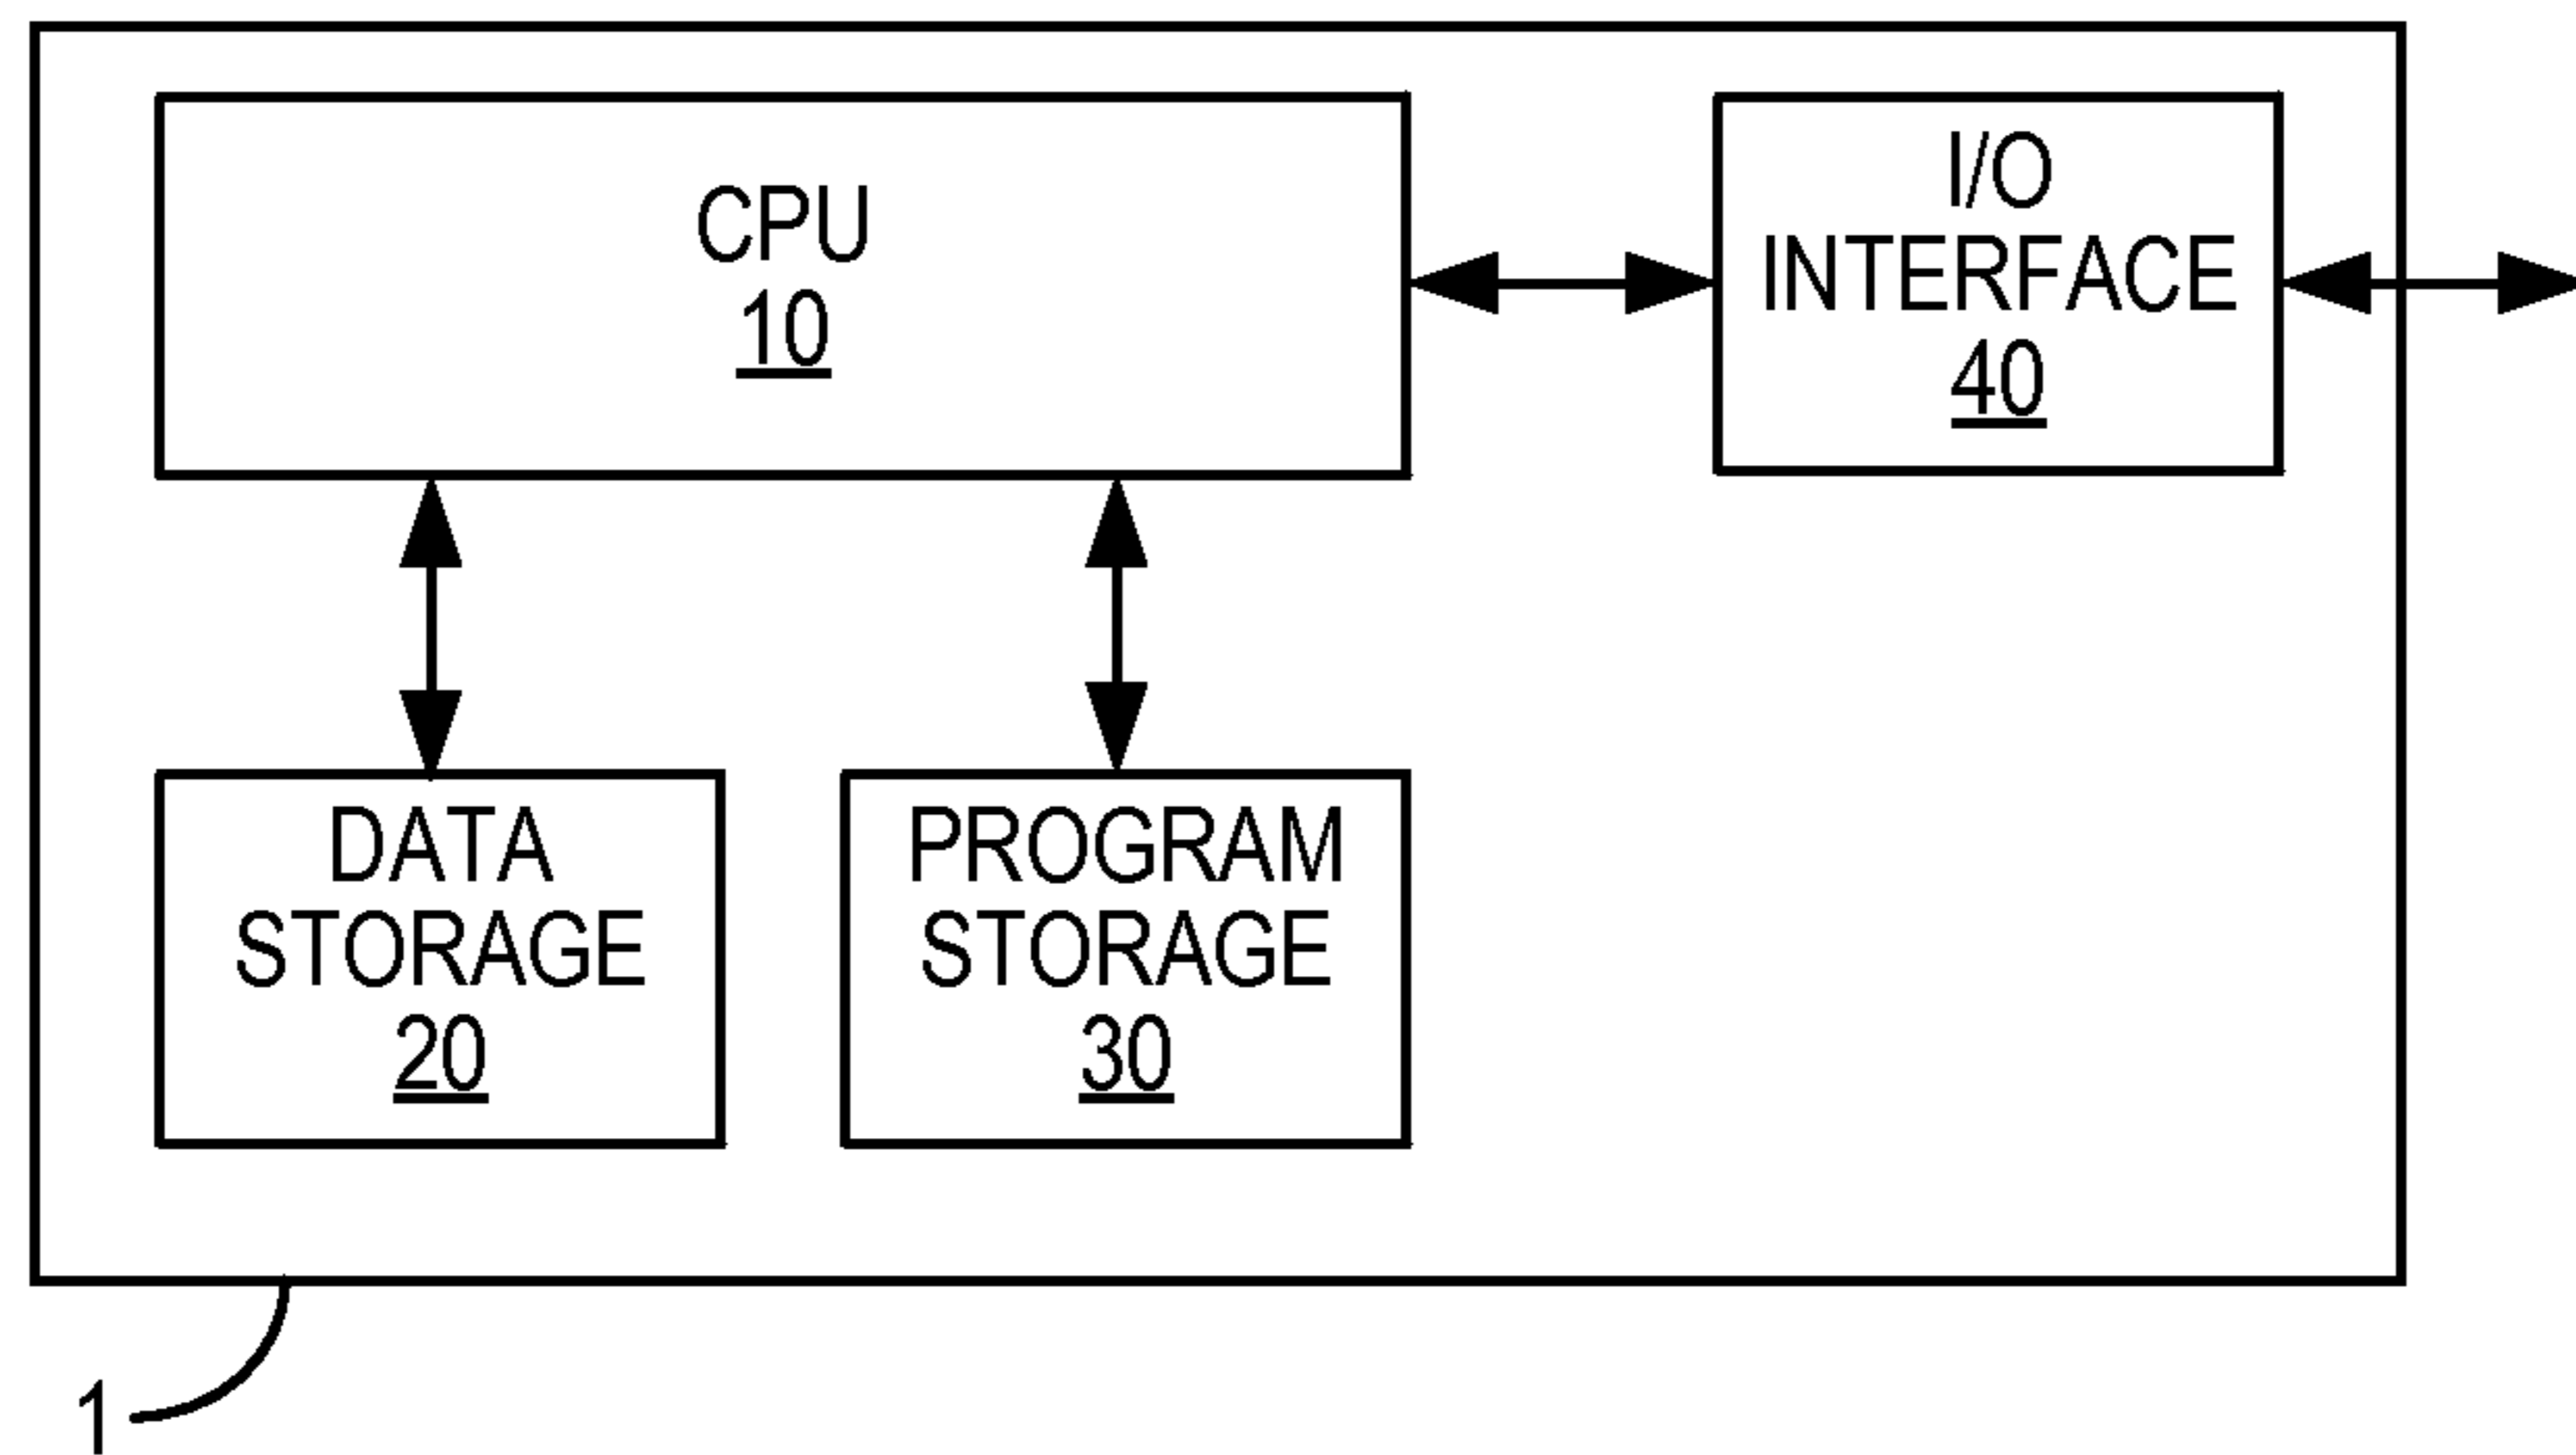 CPU
10
I/O
INTERFACE
40
DATA
STORAGE
20
PROGRAM
STORAGE
30
1